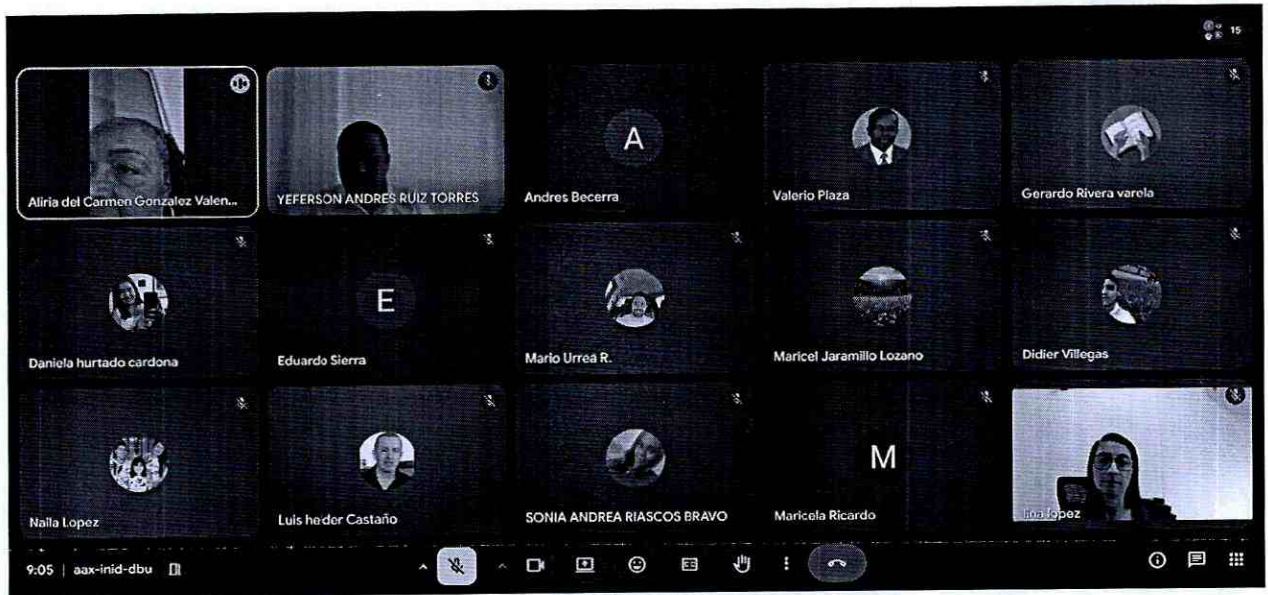 15
Aliria del Carmen Gonzalez Valen...
YEFERSON ANDRES RUIZ TORRES
A
Andres Becerra
Valerio Plaza
Gerardo Rivera varela
Daniela hurtado cardona
E
Eduardo Sierra
Mario Urrea R.
Maricel Jaramillo Lozano
Didier Villegas
Nalla Lopez
Luis helder Castaño
SONIA ANDREA RIASCOS BRAVO
M
Maricela Ricardo
lina lopez
9:05 | aax-inid-dbu